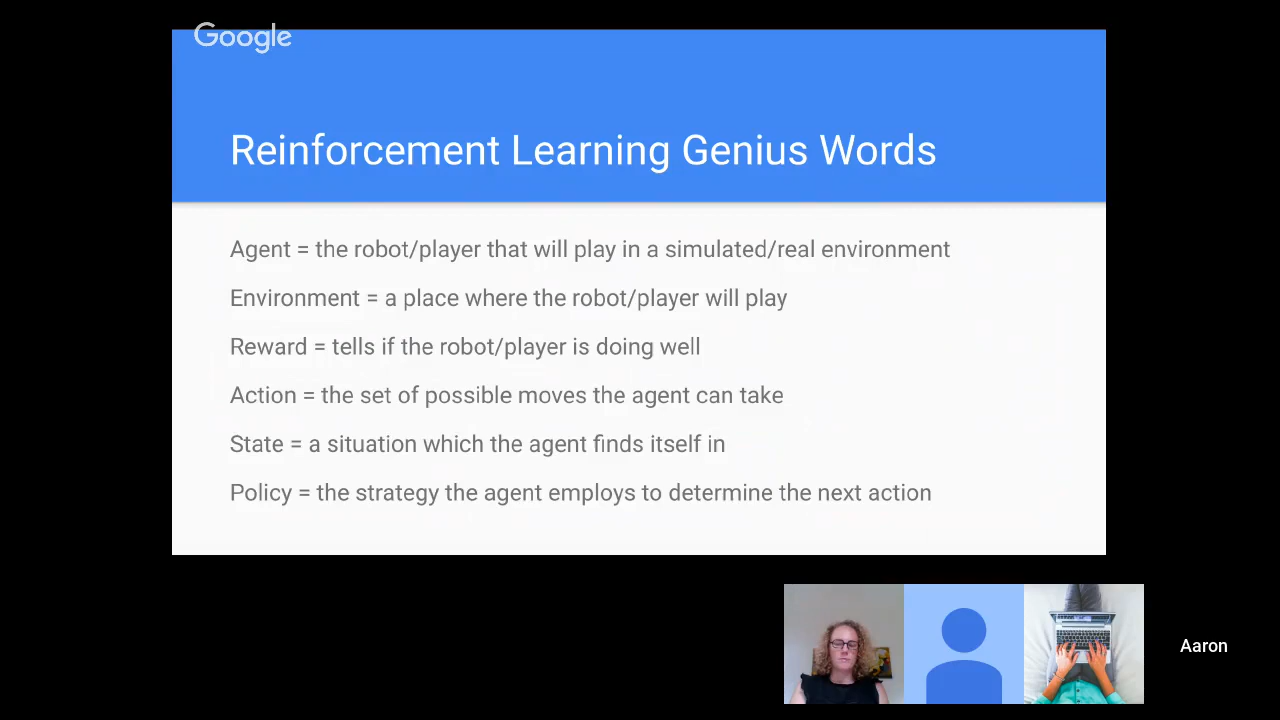 Google
Reinforcement Learning Genius Words
Agent = the robot/player that will play in a simulated/real environment
Environment = a place where the robot/player will play
Reward = tells if the robot/player is doing well
Action = the set of possible moves the agent can take
State = a situation which the agent finds itself in
Policy = the strategy the agent employs to determine the next action
Aaron